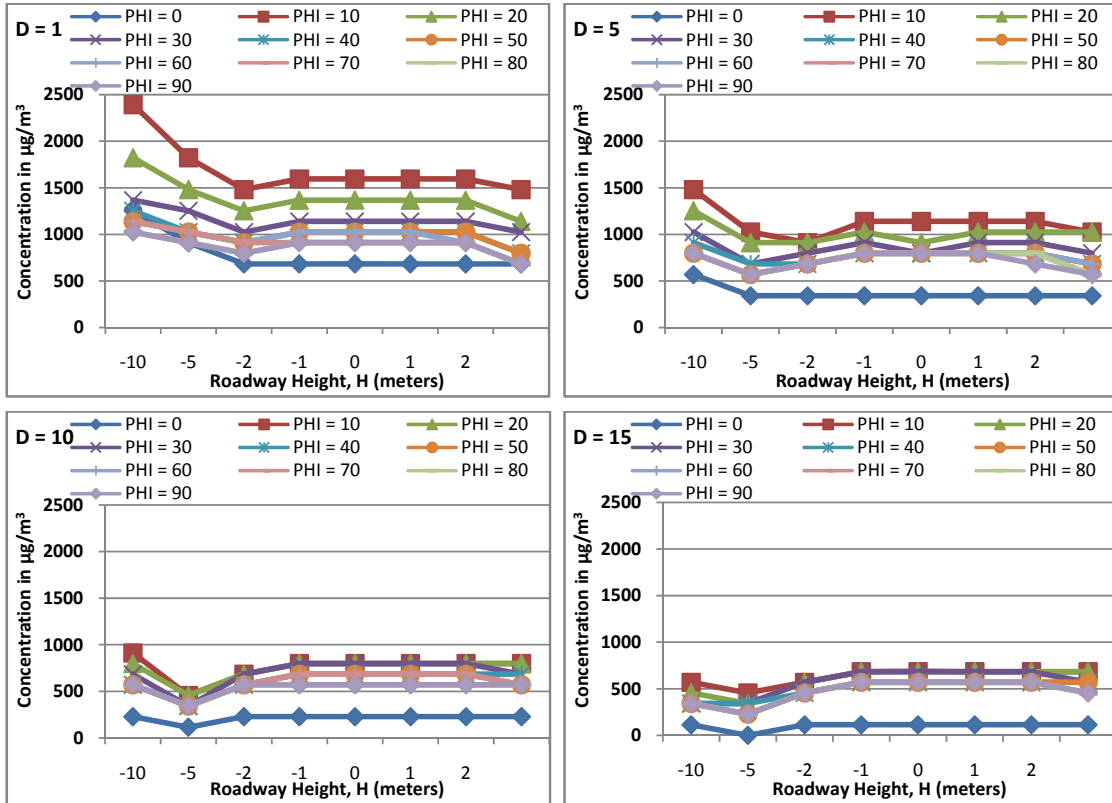 D = 1
PHI = 0 PHI = 10 PHI = 20
PHI = 30 PHI = 40 PHI = 50
PHI = 60 PHI = 70 PHI = 80
PHI = 90
Concentration in µg/m³
2500
2000
1500
1000
500
0
-10 -5 -2 -1 0 1 2
Roadway Height, H (meters)
D = 5
PHI = 0 PHI = 10 PHI = 20
PHI = 30 PHI = 40 PHI = 50
PHI = 60 PHI = 70 PHI = 80
PHI = 90
Concentration in µg/m³
2500
2000
1500
1000
500
0
-10 -5 -2 -1 0 1 2
Roadway Height, H (meters)
D = 10
PHI = 0 PHI = 10 PHI = 20
PHI = 30 PHI = 40 PHI = 50
PHI = 60 PHI = 70 PHI = 80
PHI = 90
Concentration in µg/m³
2500
2000
1500
1000
500
0
-10 -5 -2 -1 0 1 2
Roadway Height, H (meters)
D = 15
PHI = 0 PHI = 10 PHI = 20
PHI = 30 PHI = 40 PHI = 50
PHI = 60 PHI = 70 PHI = 80
PHI = 90
Concentration in µg/m³
2500
2000
1500
1000
500
0
-10 -5 -2 -1 0 1 2
Roadway Height, H (meters)